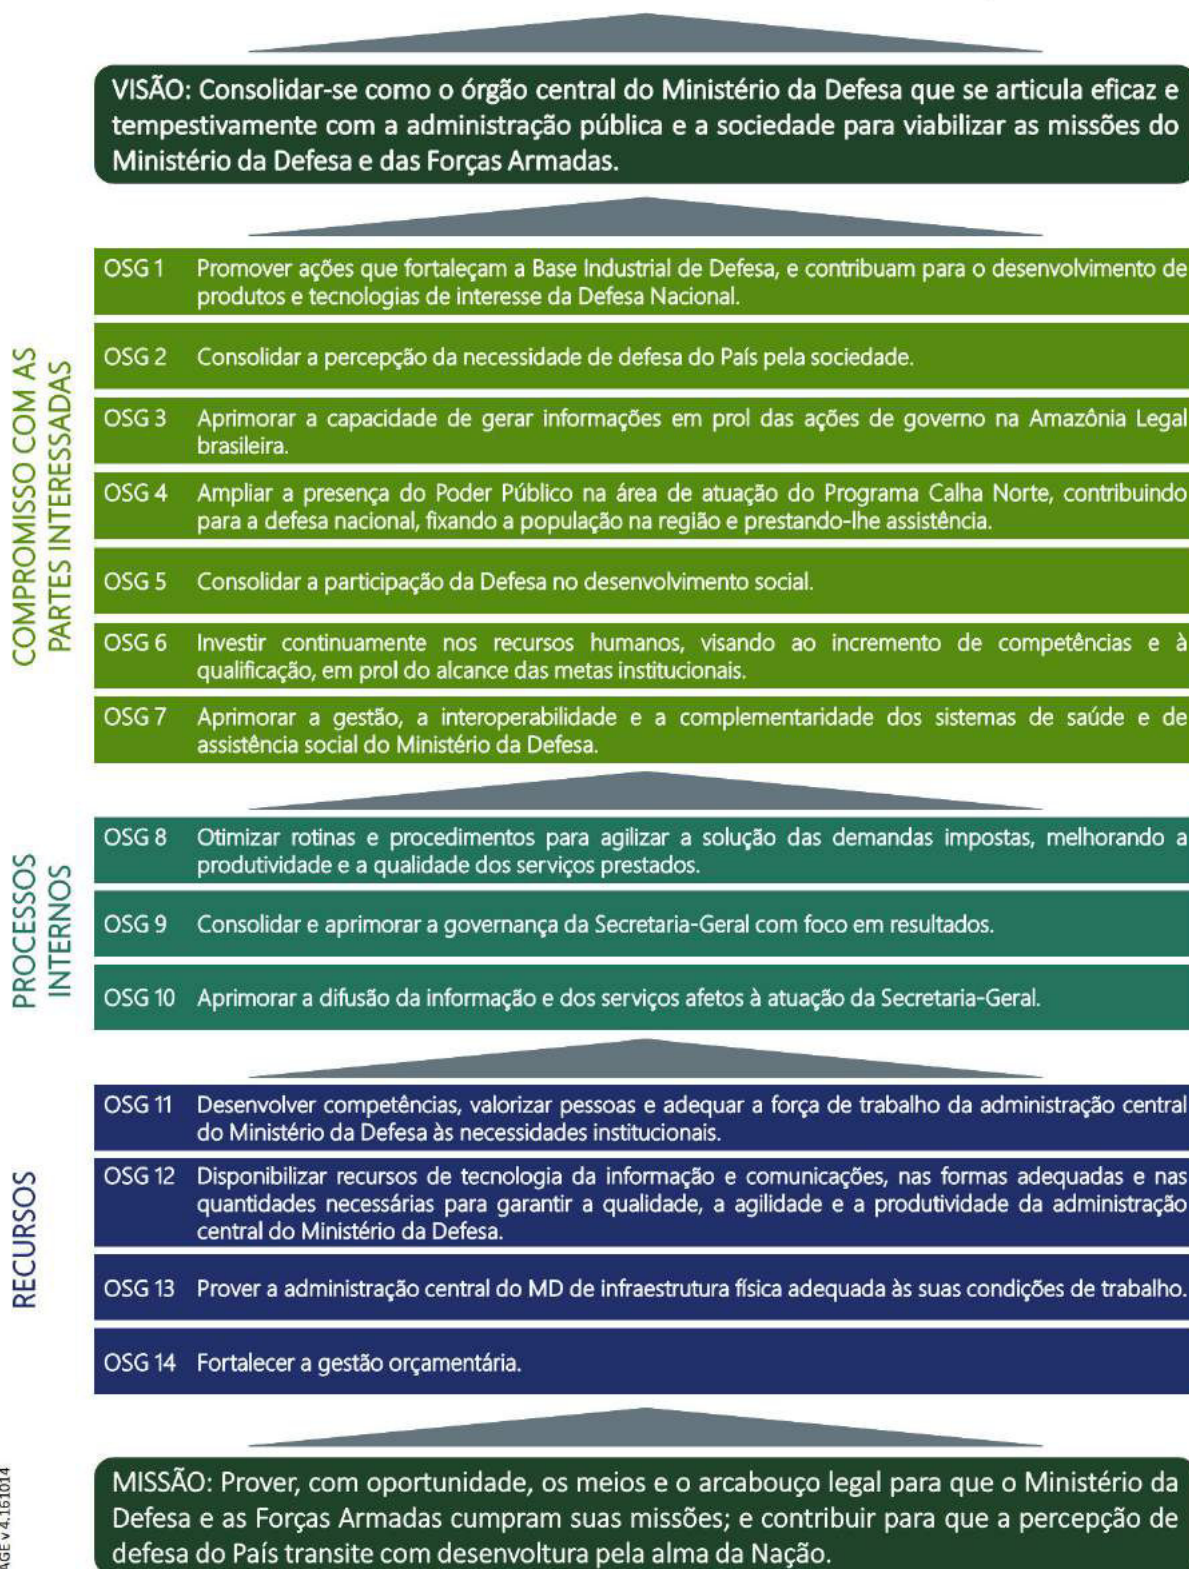 VISÃO: Consolidar-se como o órgão central do Ministério da Defesa que se articula eficaz e
tempestivamente com a administração pública e a sociedade para viabilizar as missões do
Ministério da Defesa e das Forças Armadas.
COMPROMISSO COM AS
PARTES INTERESSADAS
OSG 1 Promover ações que fortaleçam a Base Industrial de Defesa, e contribuam para o desenvolvimento de
produtos e tecnologias de interesse da Defesa Nacional.
OSG 2 Consolidar a percepção da necessidade de defesa do País pela sociedade.
OSG 3 Aprimorar a capacidade de gerar informações em prol das ações de governo na Amazônia Legal
brasileira.
OSG 4 Ampliar a presença do Poder Público na área de atuação do Programa Calha Norte, contribuindo
para a defesa nacional, fixando a população na região e prestando-lhe assistência.
OSG 5 Consolidar a participação da Defesa no desenvolvimento social.
OSG 6 Investir continuamente nos recursos humanos, visando ao incremento de competências e à
qualificação, em prol do alcance das metas institucionais.
OSG 7 Aprimorar a gestão, a interoperabilidade e a complementaridade dos sistemas de saúde e de
assistência social do Ministério da Defesa.
PROCESSOS
INTERNOS
OSG 8 Otimizar rotinas e procedimentos para agilizar a solução das demandas impostas, melhorando a
produtividade e a qualidade dos serviços prestados.
OSG 9 Consolidar e aprimorar a governança da Secretaria-Geral com foco em resultados.
OSG 10 Aprimorar a difusão da informação e dos serviços afetos à atuação da Secretaria-Geral.
RECURSOS
OSG 11 Desenvolver competências, valorizar pessoas e adequar a força de trabalho da administração central
do Ministério da Defesa às necessidades institucionais.
OSG 12 Disponibilizar recursos de tecnologia da informação e comunicações, nas formas adequadas e nas
quantidades necessárias para garantir a qualidade, a agilidade e a produtividade da administração
central do Ministério da Defesa.
OSG 13 Prover a administração central do MD de infraestrutura física adequada às suas condições de trabalho.
OSG 14 Fortalecer a gestão orçamentária.
MISSÃO: Prover, com oportunidade, os meios e o arcabouço legal para que o Ministério da
Defesa e as Forças Armadas cumpram suas missões; e contribuir para que a percepção de
defesa do País transite com desenvoltura pela alma da Nação.
AGE v 4.161014